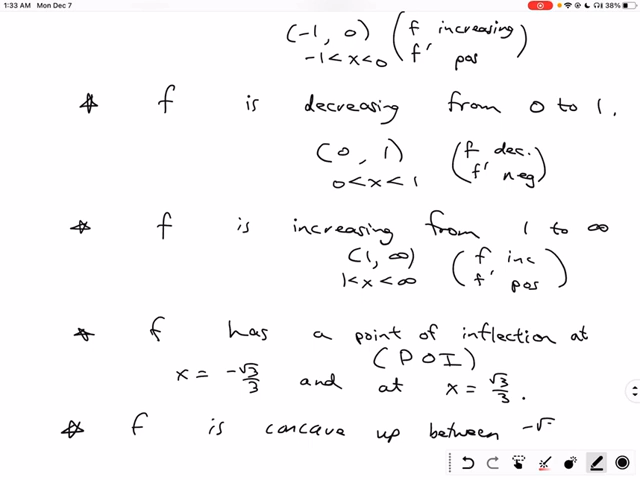 1:33 AM Mon Dec 7
38%
(-1, 0) ( f increasing
-1<x<0 f' pos )
* f is decreasing from 0 to 1.
(0, 1) ( f dec.
0<x<1 f' neg )
* f is increasing from 1 to ∞
(1, ∞) ( f inc
1<x<∞ f' pos )
* f has a point of inflection at
(POI)
x = -√3/3 and at x = √3/3.
* f is concave up between -√